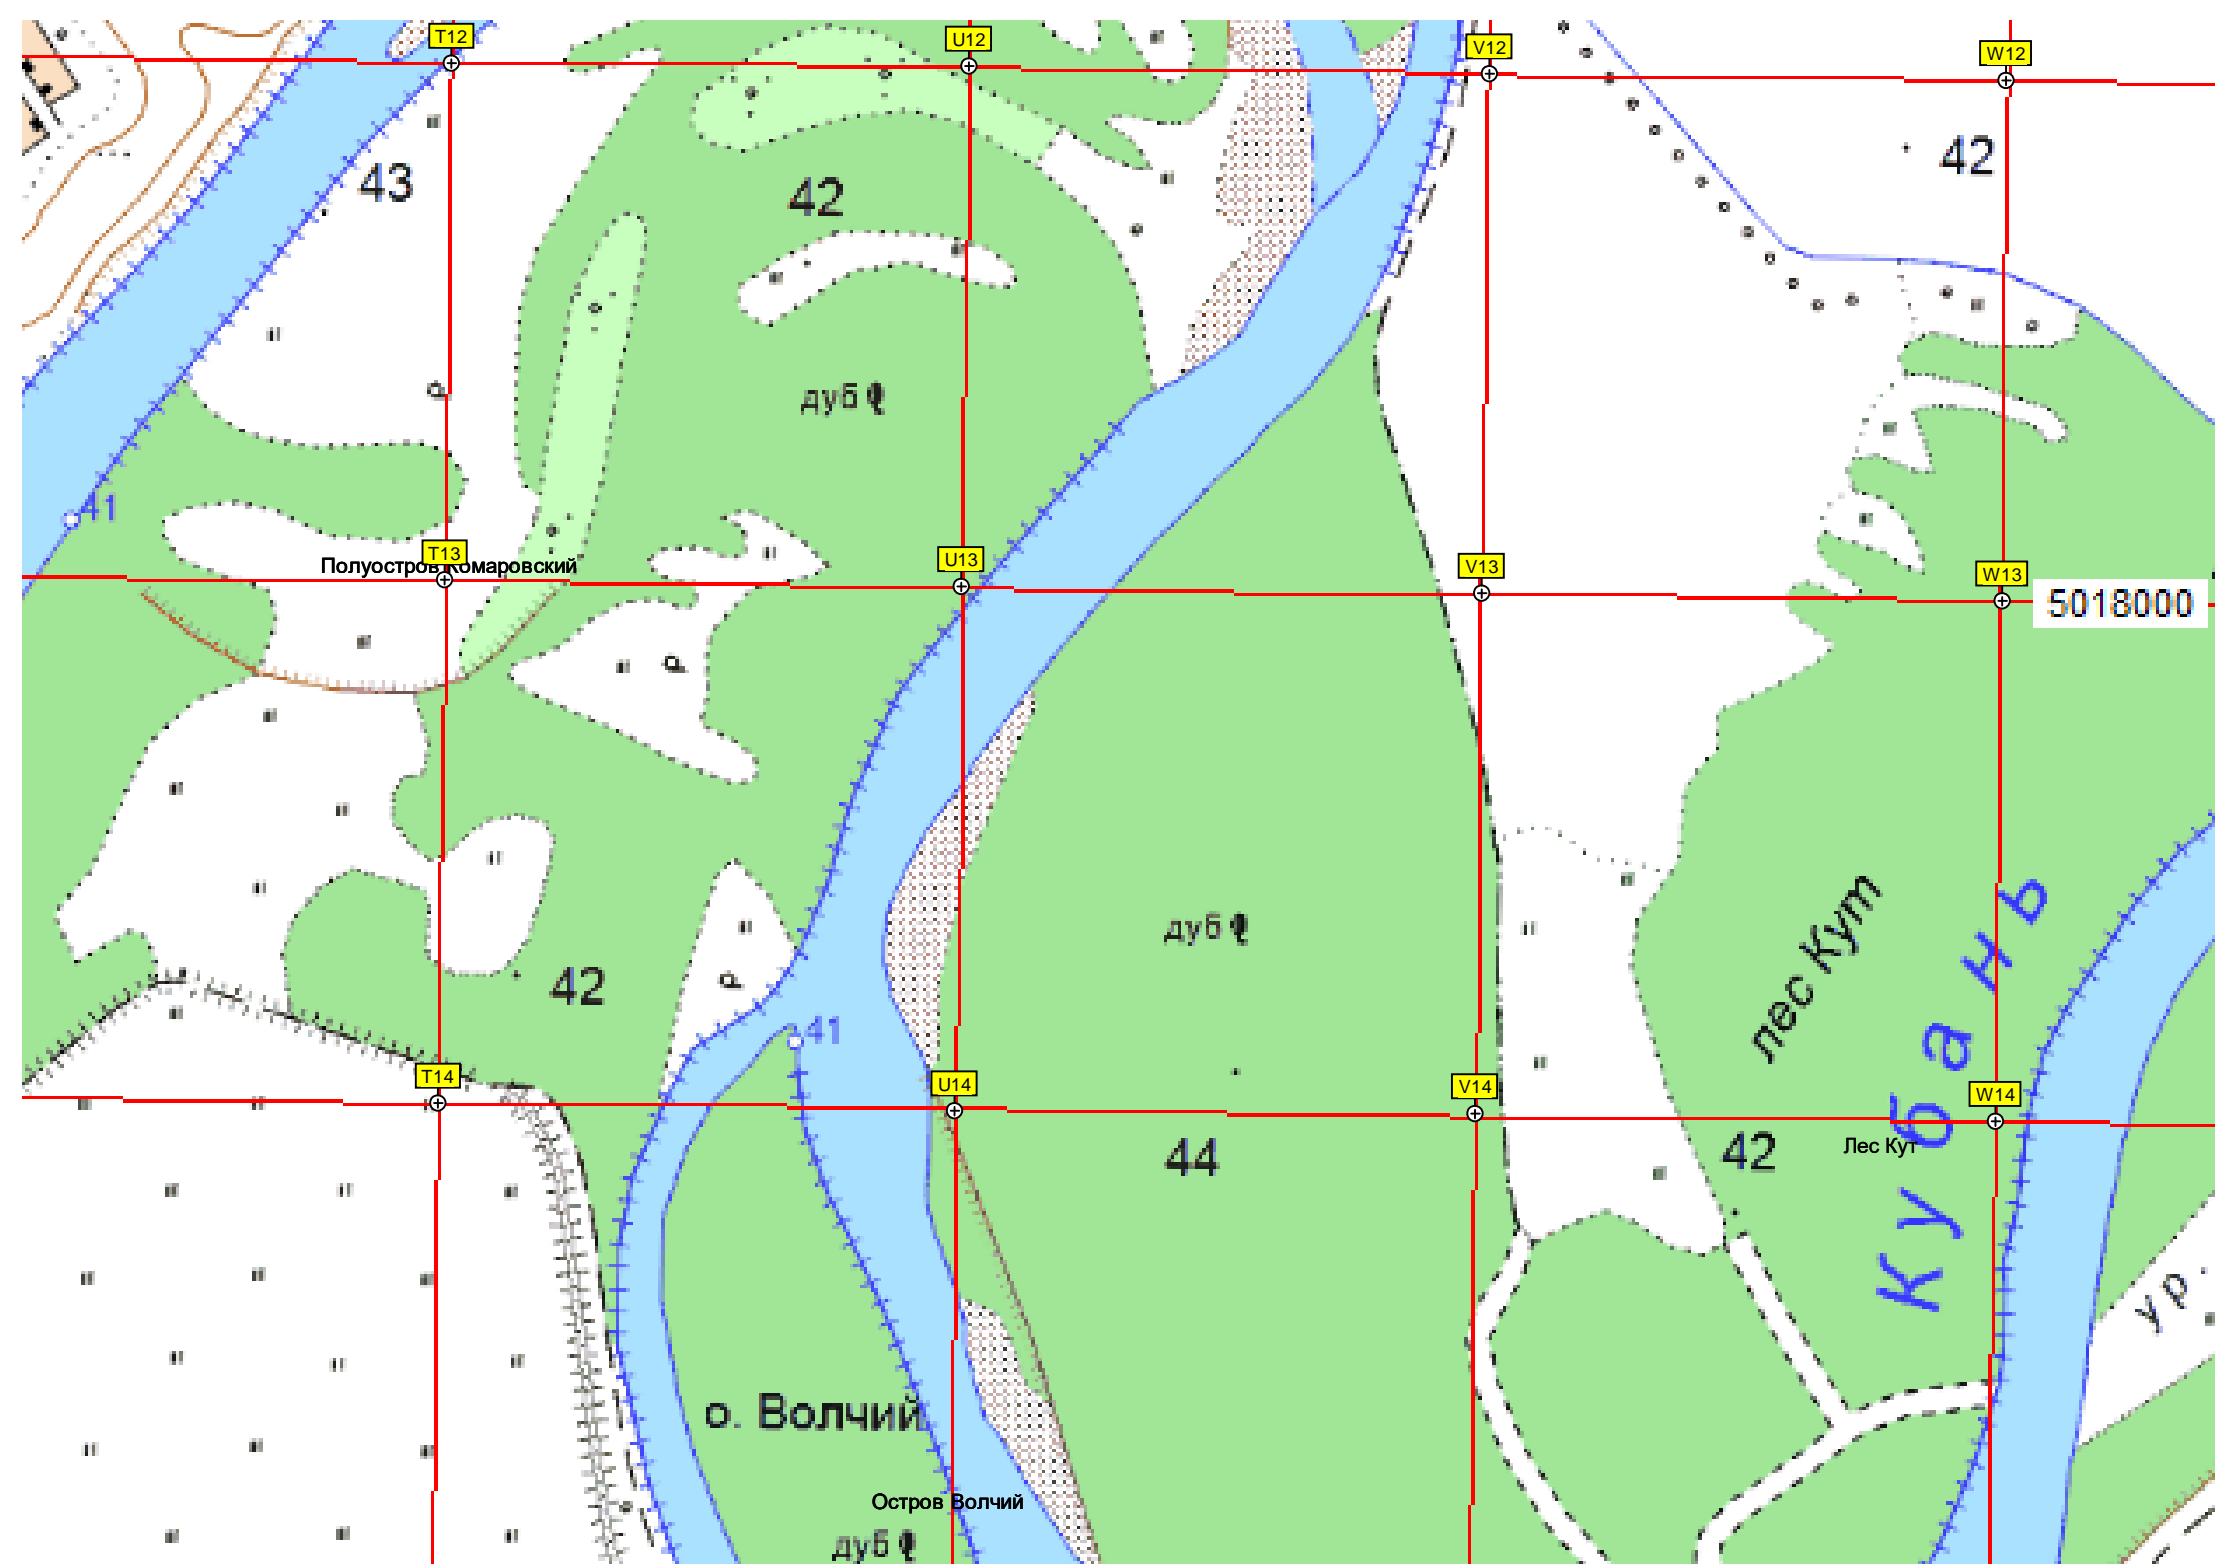 T12
U12
V12
W12
42
43
42
дуб
41
T13
U13
V13
W13
Полуостров Комаровский
5018000
лес Кут
дуб
42
41
Кубань
T14
U14
V14
W14
44
42
Лес Кут
ур.
о. Волчий
Остров Волчий
дуб